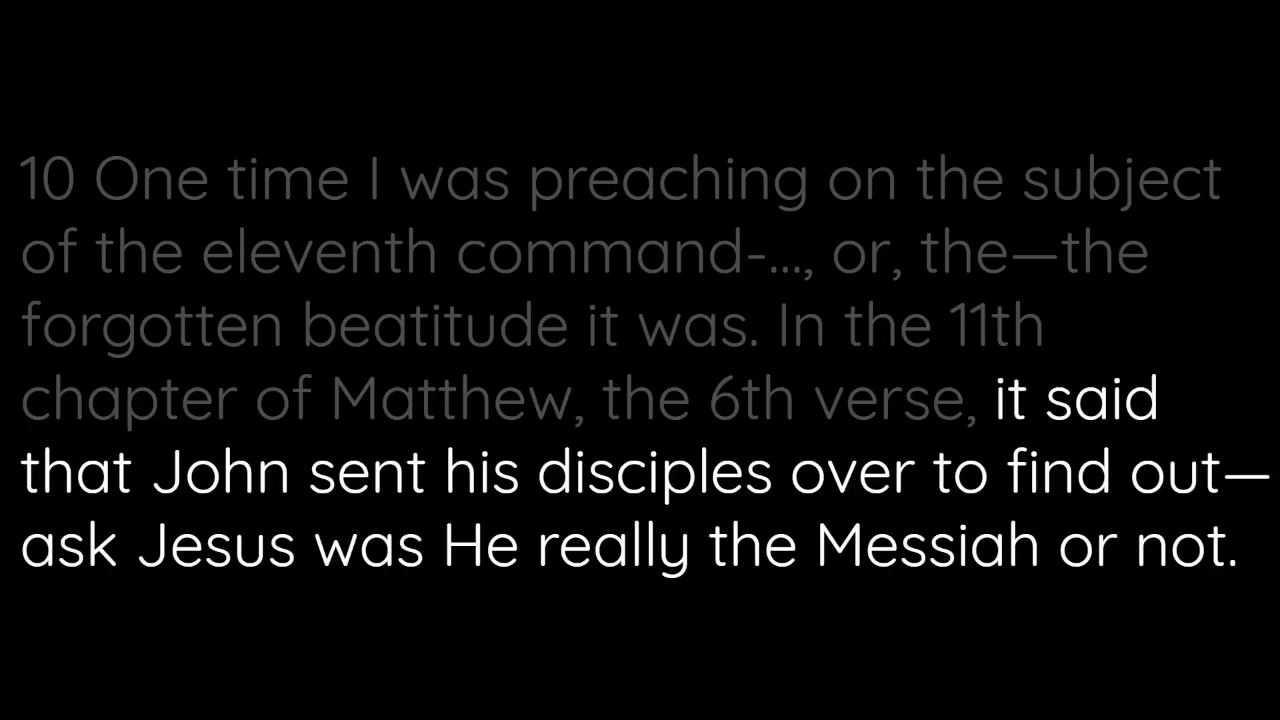 10 One time I was preaching on the subject
of the eleventh command-..., or, the—the
forgotten beatitude it was. In the 11th
chapter of Matthew, the 6th verse, it said
that John sent his disciples over to find out—
ask Jesus was He really the Messiah or not.